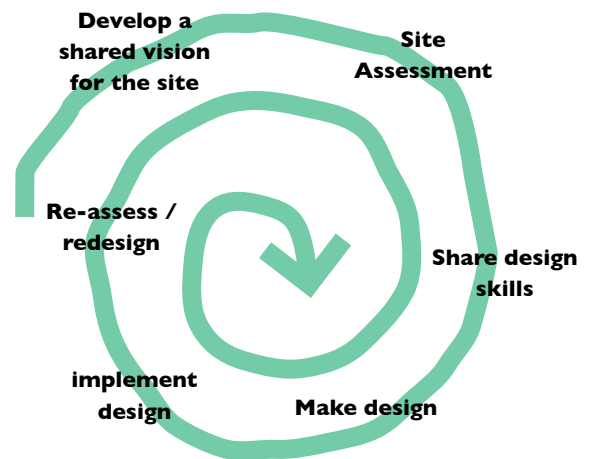 Develop a
shared vision
for the site
Site
Assessment
Share design
skills
Make design
implement
design
Re-assess /
redesign